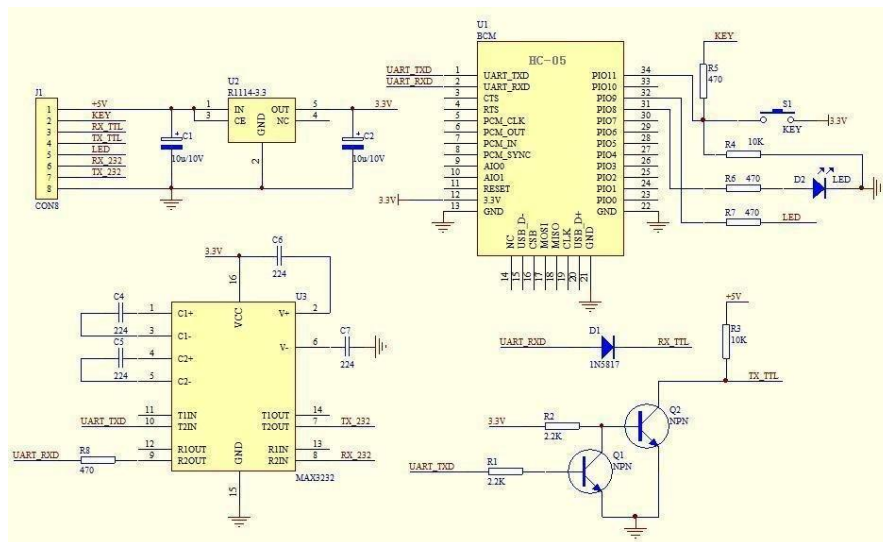 J1
1 +5V
2 KEY
3 RX_TTL
4 TX_TTL
5 LED
6 RX_232
7 TX_232
8
CON8
C1
10u/10V
U2
R1114-3.3
1 IN OUT 5 3.3V
3 CE NC 4
GND
2
C2
10u/10V
U1
BCM
HC-05
UART_TXD 1 UART_TXD PIO11 34
UART_RXD 2 UART_RXD PIO10 33
3 CTS PIO9 32
4 RTS PIO8 31
5 PCM_CLK PIO7 30
6 PCM_OUT PIO6 29
7 PCM_IN PIO5 28
8 PCM_SYNC PIO4 27
9 AIO0 PIO3 26
10 AIO1 PIO2 25
11 RESET PIO1 24
3.3V 12 3.3V PIO0 23
13 GND GND 22
NC USB_D- CSB MOSI MISO CLK USB_D+ GND
14 15 16 17 18 19 20 21
KEY
R5
470
S1
KEY
3.3V
R4 10K
R6 470
D2 LED
R7 470 LED
3.3V
C6
224
16
U3
VCC
C4
224
C5
224
1 C1+ V+ 2
3 C1-
4 C2+ V- 6
5 C2-
C7
224
11 T1IN T1OUT 14
UART_TXD 10 T2IN T2OUT 7 TX_232
12 R1OUT R1IN 13
UART_RXD R8 9 R2OUT R2IN 8 RX_232
470
GND
15
MAX3232
UART_RXD D1 RX_TTL
1N5817
+5V
R3
10K
TX_TTL
3.3V R2
2.2K
Q2
NPN
UART_TXD R1
2.2K
Q1
NPN